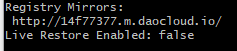 Registry Mirrors:
http://14f77377.m.daocloud.io/
Live Restore Enabled: false